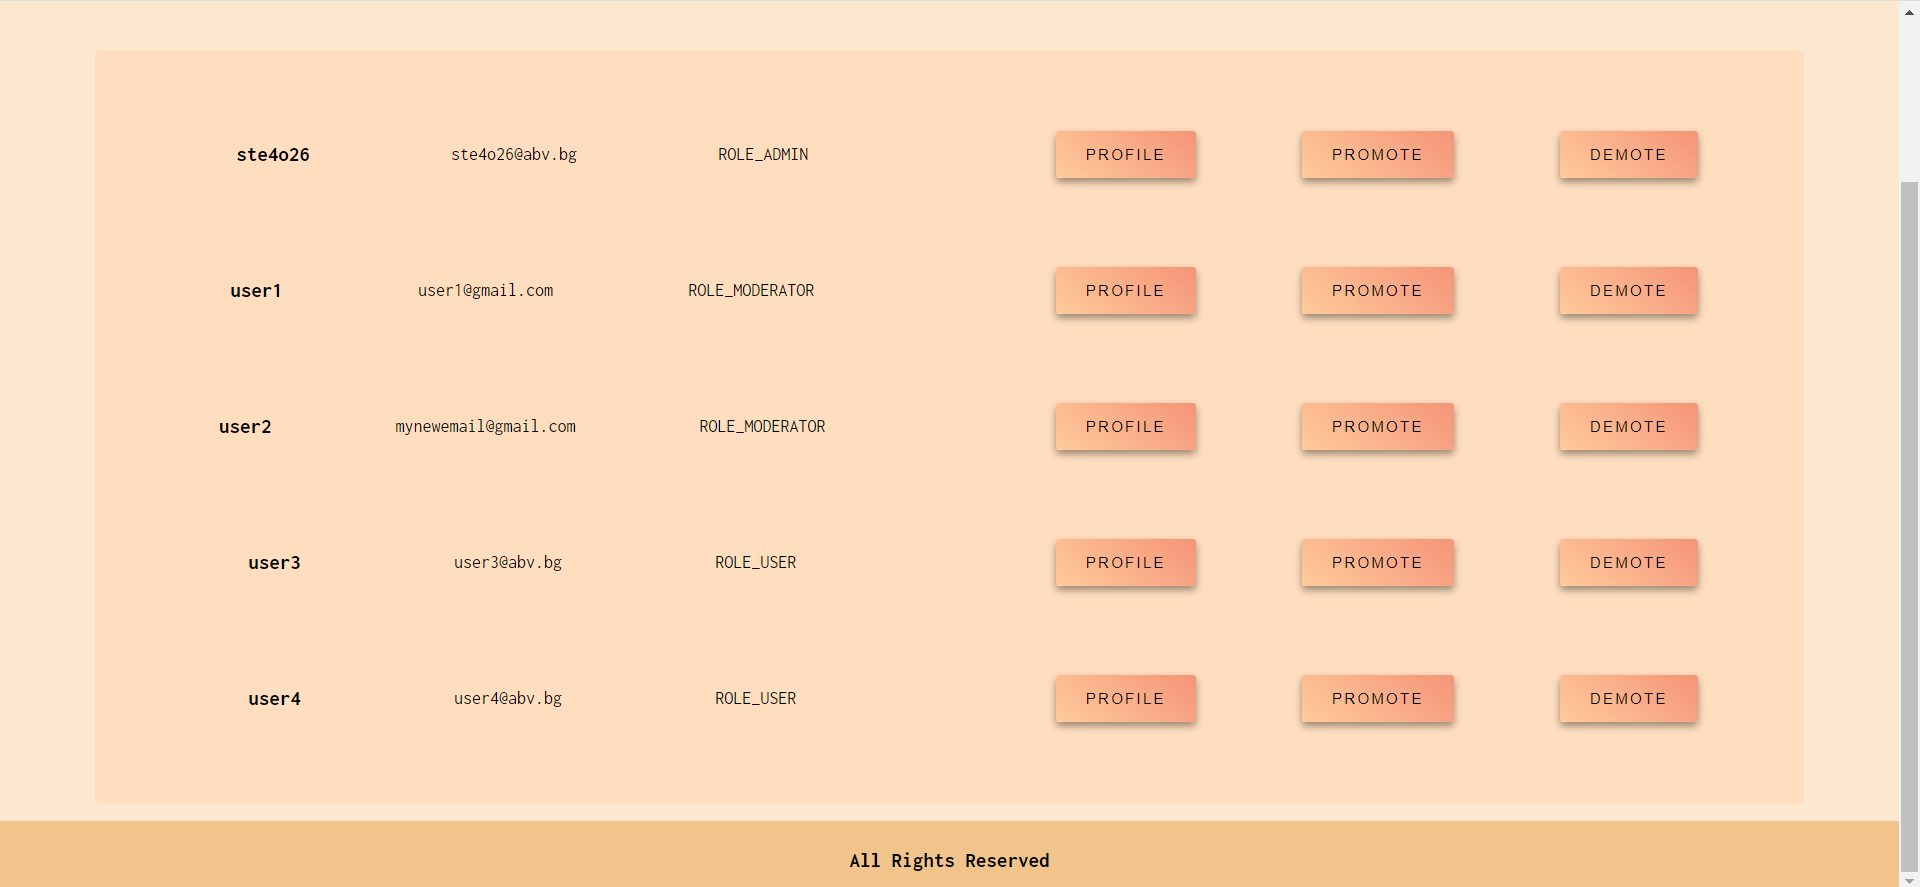 ste4o26 ste4o26@abv.bg ROLE_ADMIN PROFILE PROMOTE DEMOTE
user1 user1@gmail.com ROLE_MODERATOR PROFILE PROMOTE DEMOTE
user2 mynewemail@gmail.com ROLE_MODERATOR PROFILE PROMOTE DEMOTE
user3 user3@abv.bg ROLE_USER PROFILE PROMOTE DEMOTE
user4 user4@abv.bg ROLE_USER PROFILE PROMOTE DEMOTE
All Rights Reserved